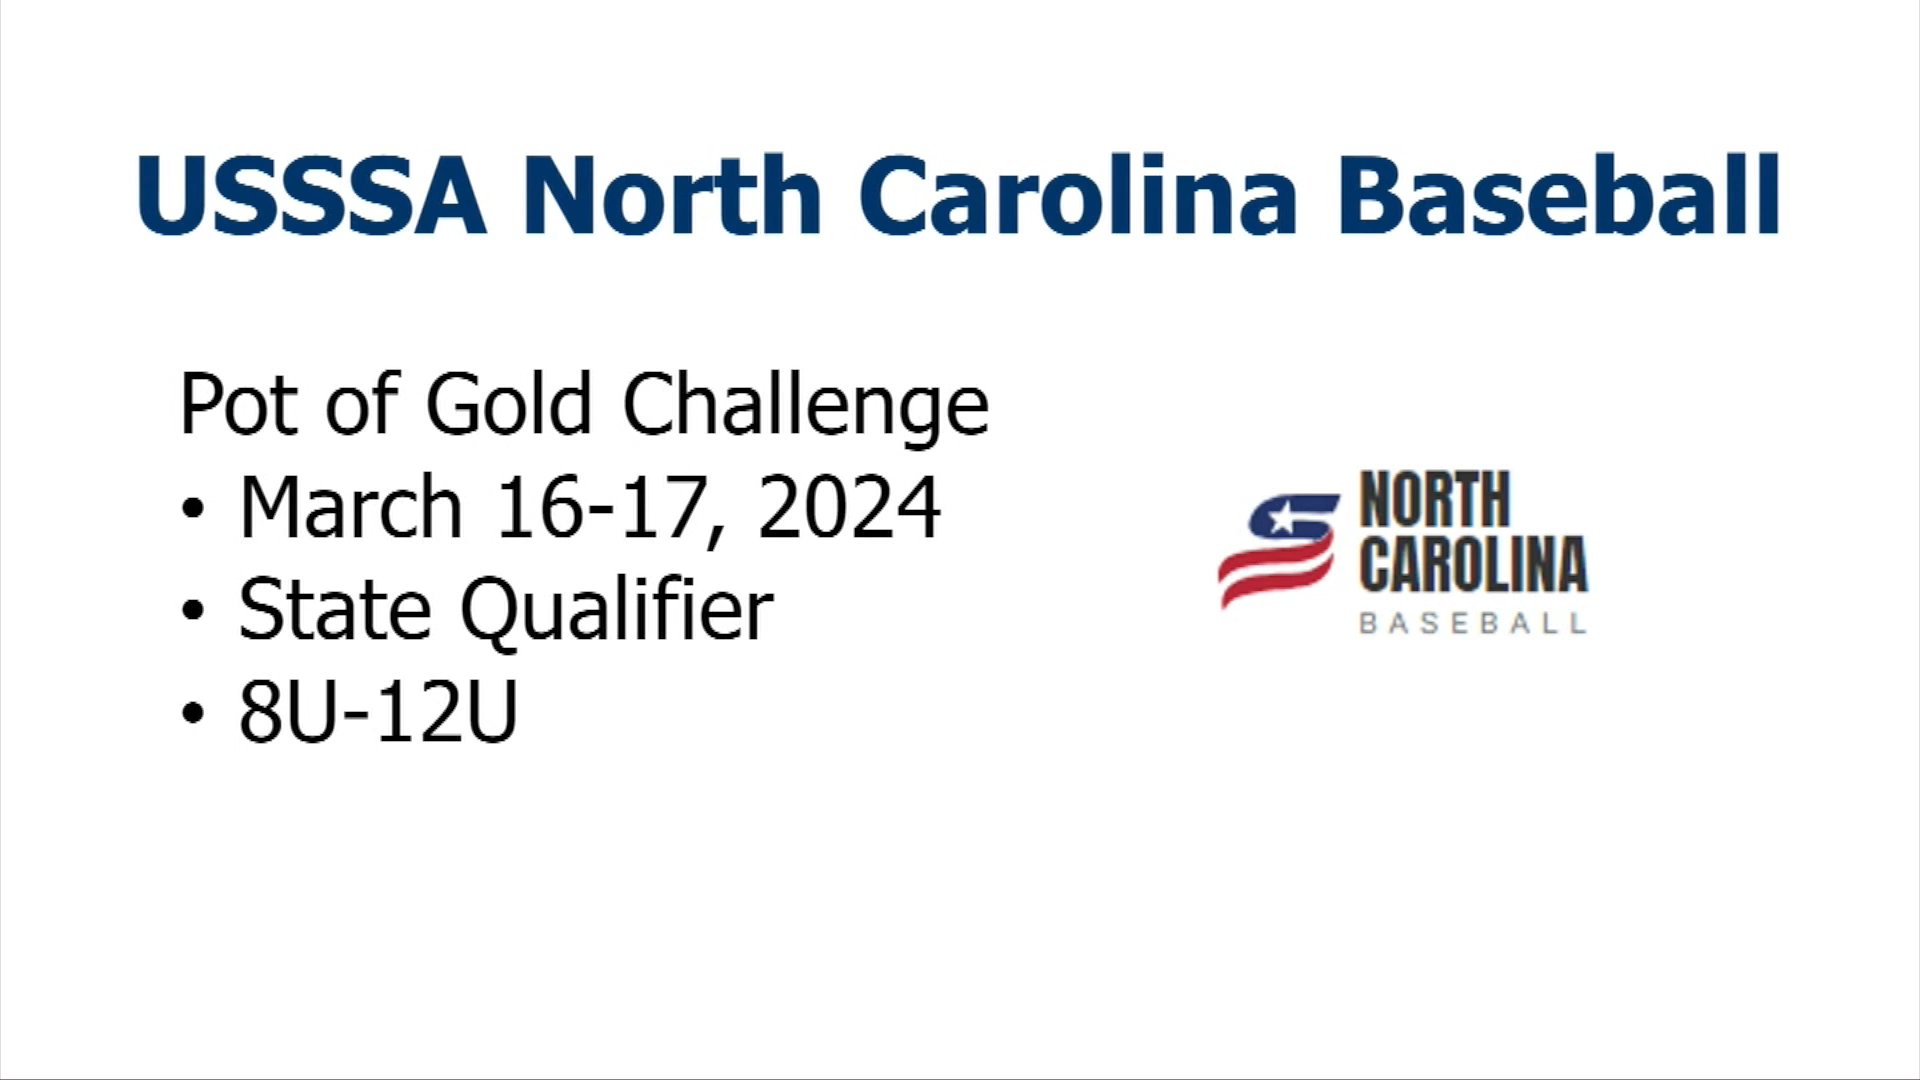 USSSA North Carolina Baseball
Pot of Gold Challenge
• March 16-17, 2024
• State Qualifier
• 8U-12U
NORTH
CAROLINA
BASEBALL